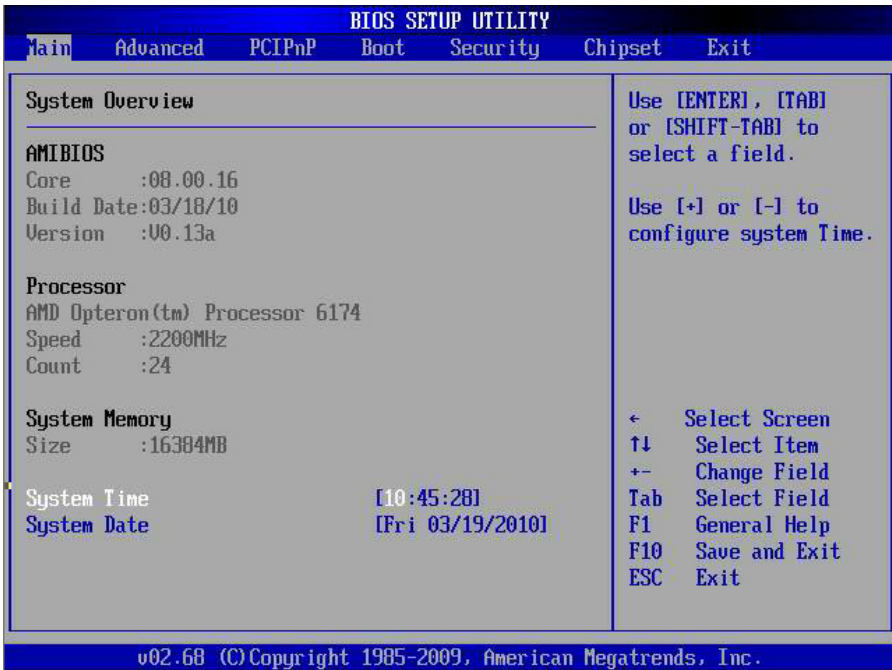 BIOS SETUP UTILITY
Main Advanced PCIPnP Boot Security Chipset Exit
System Overview
AMIBIOS
Core :08.00.16
Build Date:03/18/10
Version :V0.13a
Processor
AMD Opteron(tm) Processor 6174
Speed :2200MHz
Count :24
System Memory
Size :16384MB
System Time [10:45:28]
System Date [Fri 03/19/2010]
Use [ENTER], [TAB]
or [SHIFT-TAB] to
select a field.
Use [+] or [-] to
configure system Time.
← Select Screen
↑↓ Select Item
+- Change Field
Tab Select Field
F1 General Help
F10 Save and Exit
ESC Exit
v02.68 (C)Copyright 1985-2009, American Megatrends, Inc.